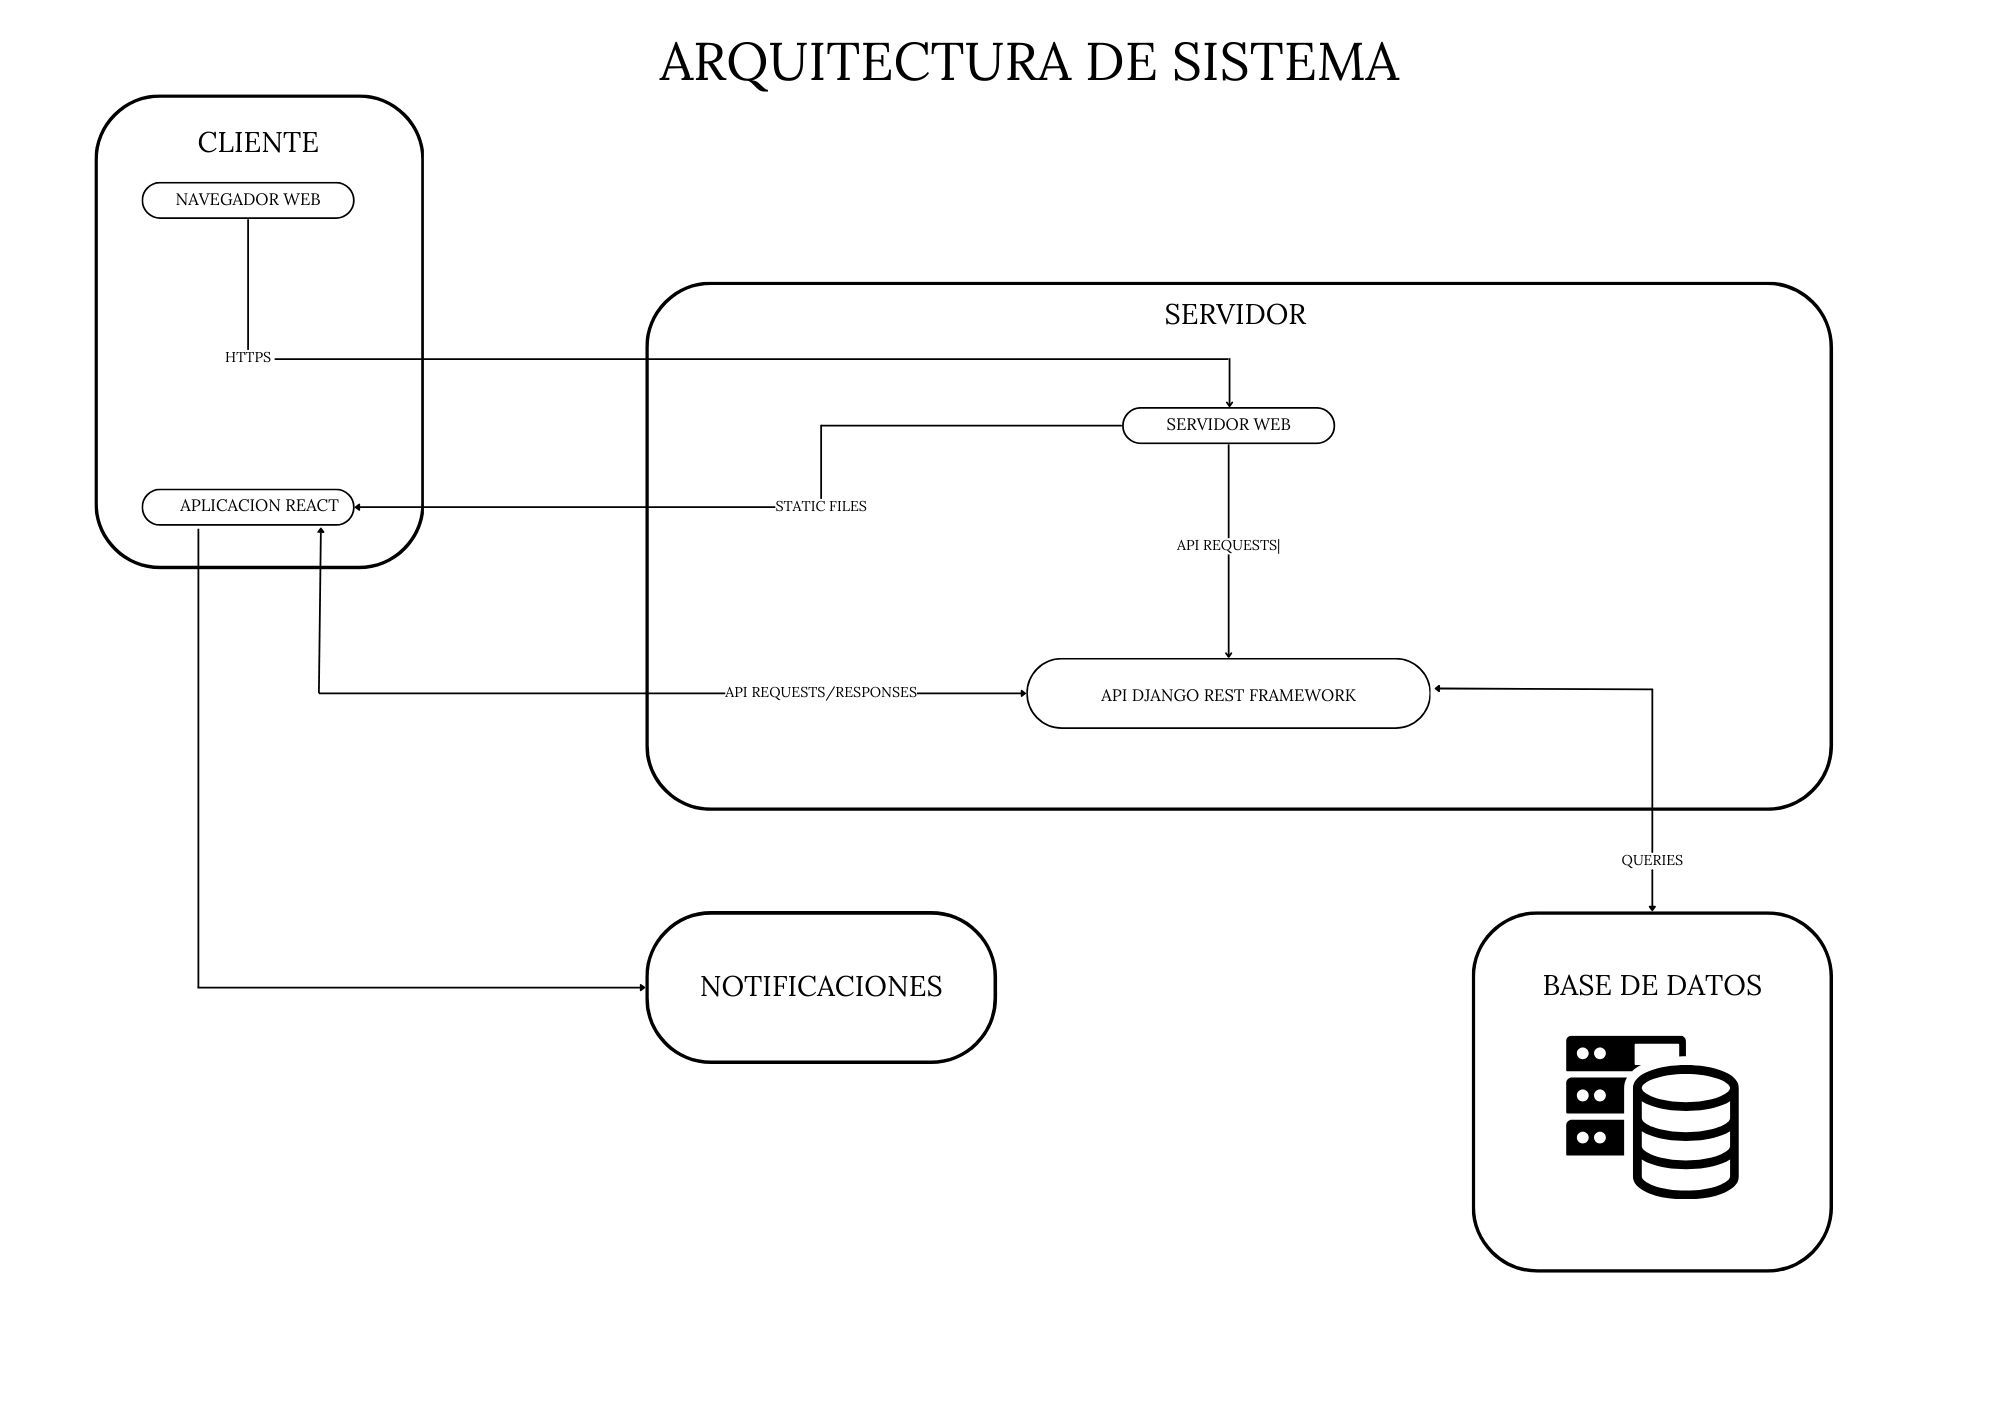 ARQUITECTURA DE SISTEMA
CLIENTE
NAVEGADOR WEB
SERVIDOR
HTTPS
SERVIDOR WEB
APLICACION REACT
STATIC FILES
API REQUESTS|
API REQUESTS/RESPONSES
API DJANGO REST FRAMEWORK
QUERIES
NOTIFICACIONES
BASE DE DATOS